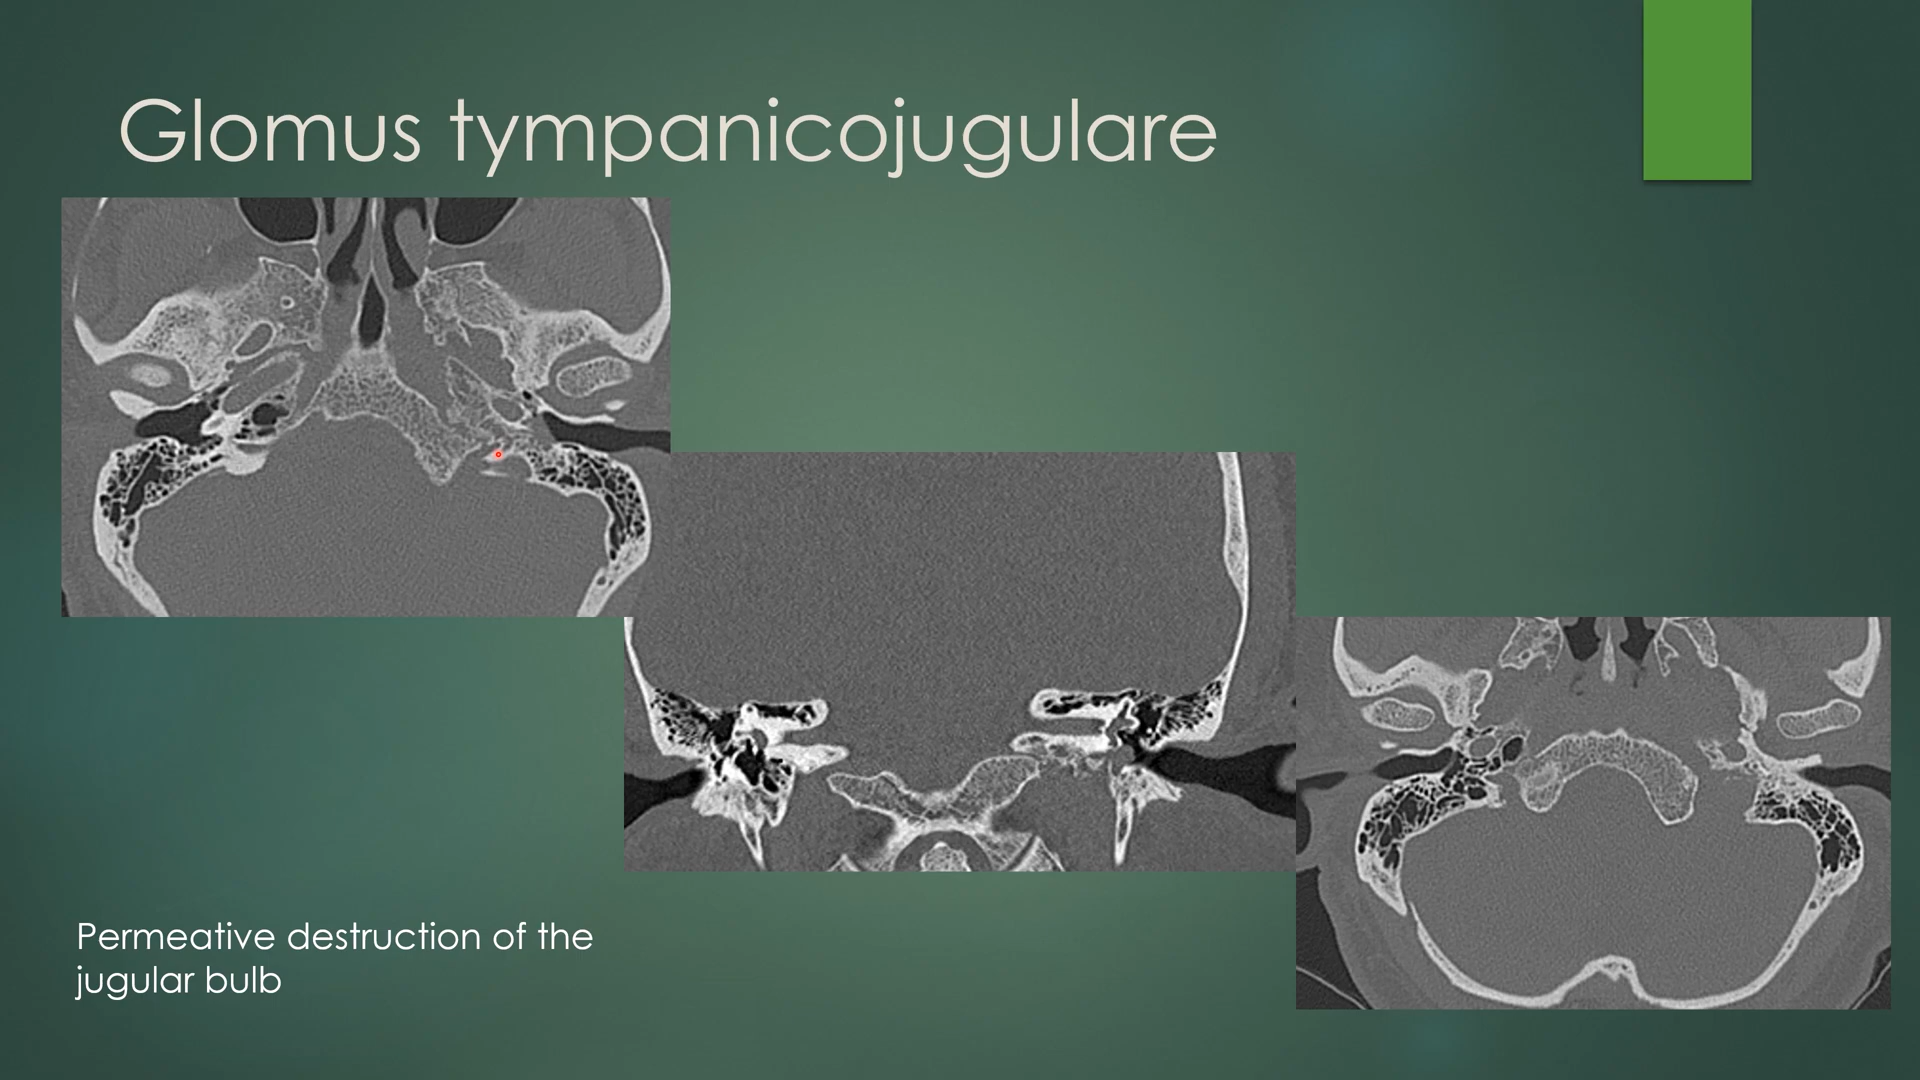 Glomus tympanicojugulare
Permeative destruction of the
jugular bulb